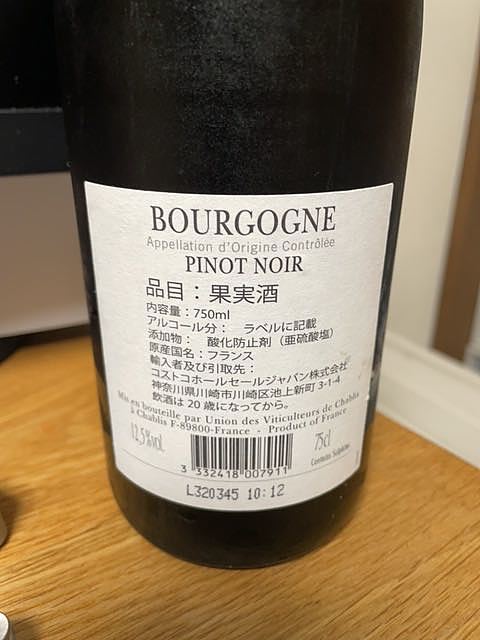 BOURGOGNE
Appellation d'Origine Contrôlée
PINOT NOIR
品目：果実酒
内容量：750ml
アルコール分： ラベルに記載
添加物： 酸化防止剤（亜硫酸塩）
原産国名：フランス
輸入者及び引取先：
コストコホールセールジャパン株式会社
神奈川県川崎市川崎区池上新町 3-1-4
飲酒は 20 歳になってから。
Mis en bouteille par Union des Viticulteurs de Chablis
à Chablis F-89800-France - Product of France
12,5%vol.
75cl
Contains Sulphites
3 332418 007911
L320345 10:12